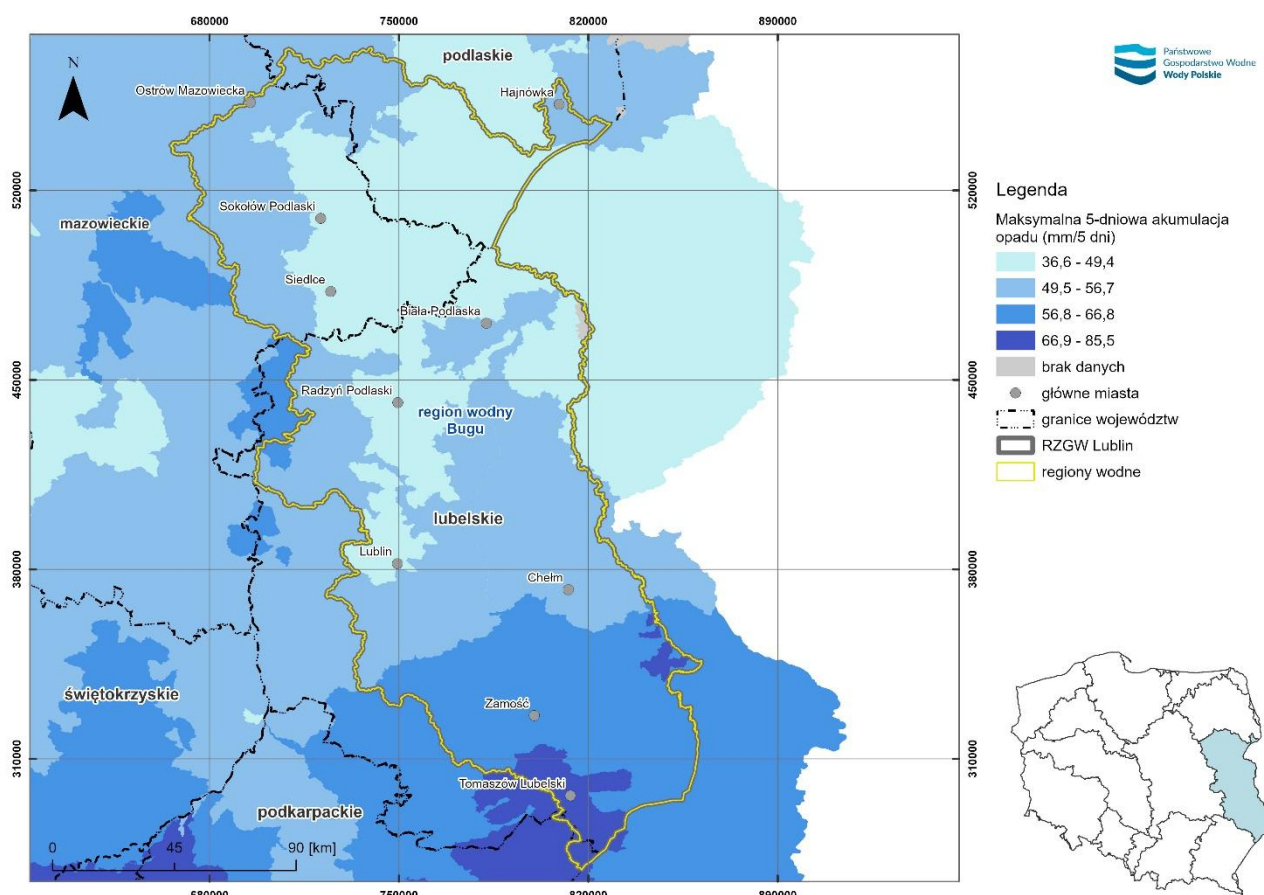 680000
750000
820000
890000
podlaskie
N
Ostrów Mazowiecka
Hajnówka
Państwowe
Gospodarstwo Wodne
Wody Polskie
520000
520000
Sokołów Podlaski
mazowieckie
Siedlce
Biała Podlaska
Legenda
Maksymalna 5-dniowa akumulacja
opadu (mm/5 dni)
36,6 - 49,4
49,5 - 56,7
56,8 - 66,8
66,9 - 85,5
brak danych
główne miasta
granice województw
RZGW Lublin
regiony wodne
450000
450000
Radzyń Podlaski
region wodny
Bugu
lubelskie
Lublin
380000
380000
Chełm
świętokrzyskie
Zamość
310000
310000
Tomaszów Lubelski
podkarpackie
0
45
90 [km]
680000
750000
820000
890000